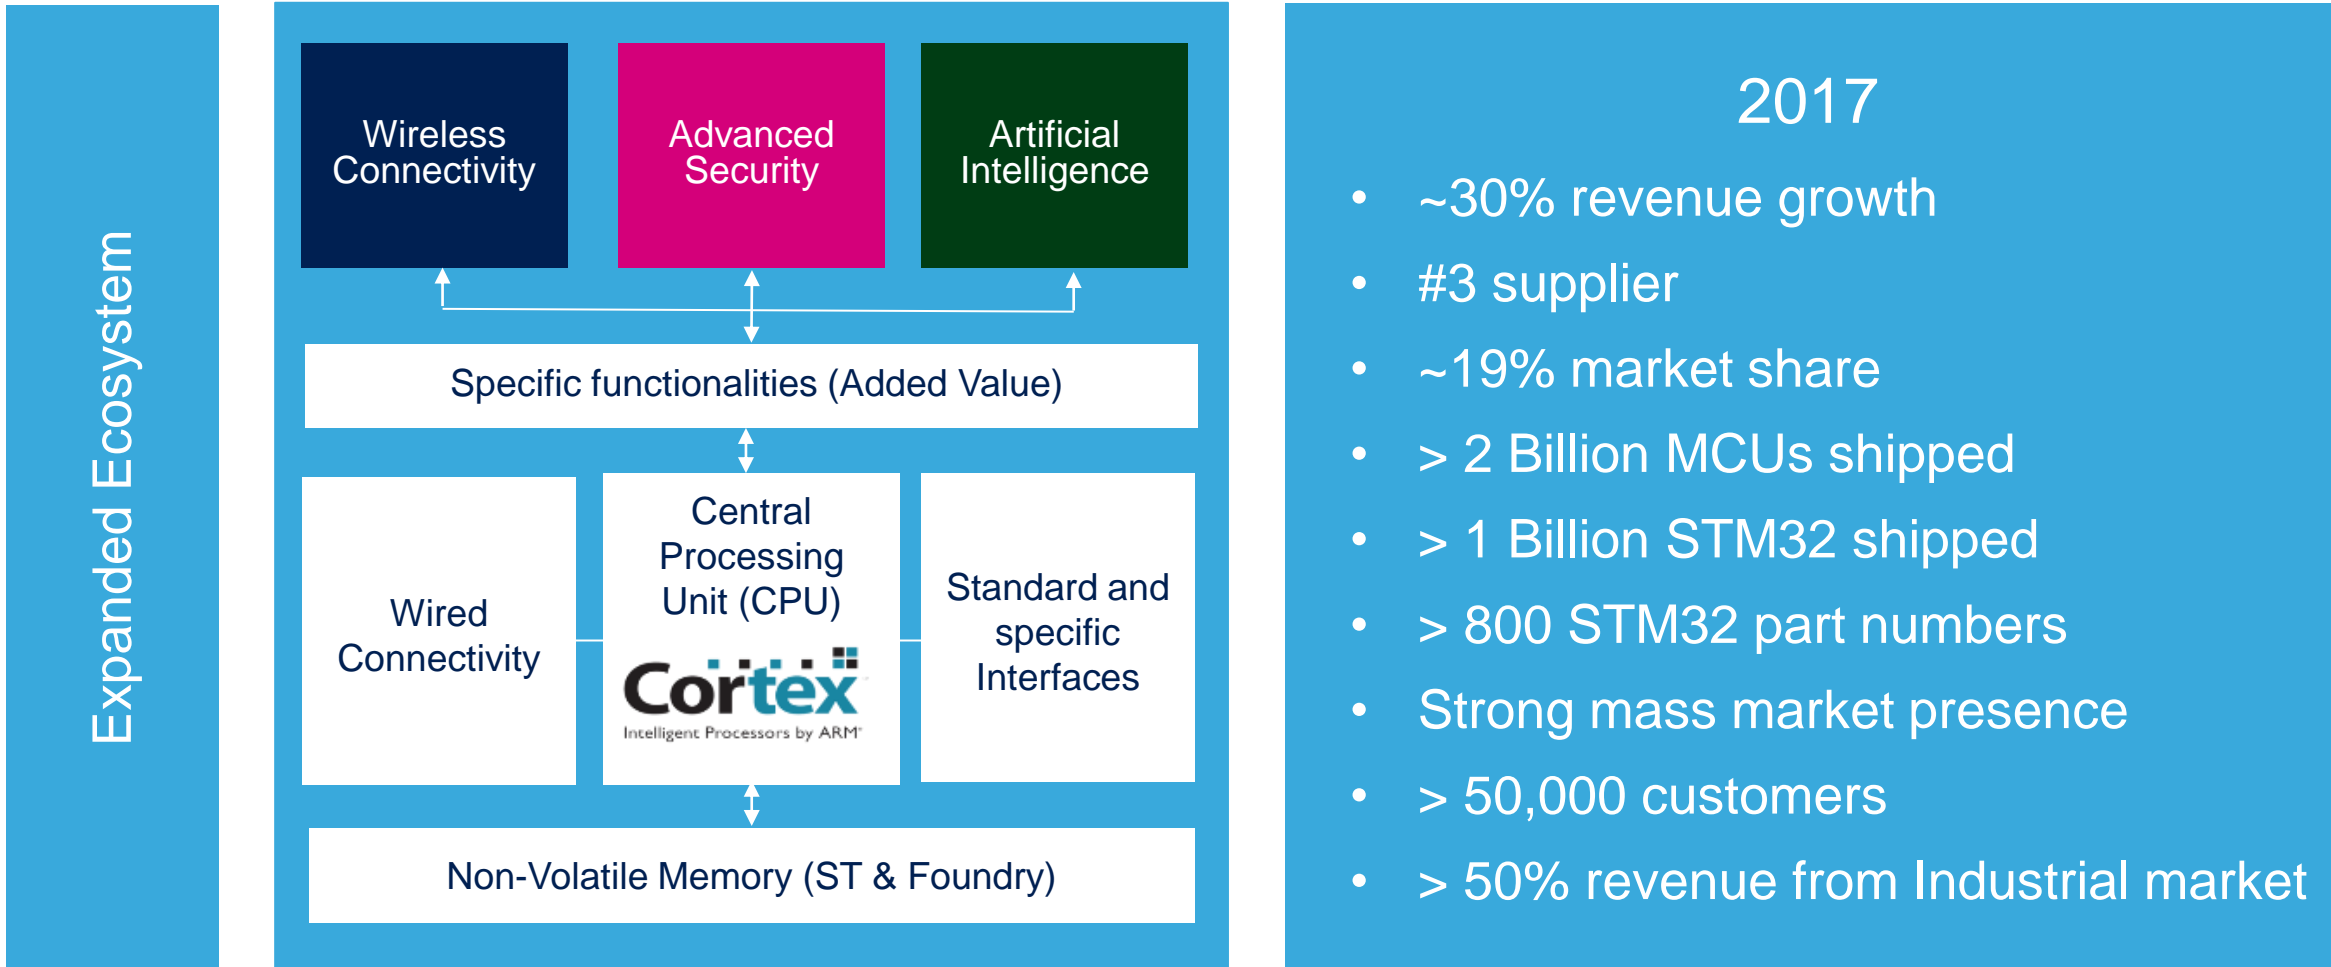 Expanded Ecosystem
Wireless
Connectivity
Advanced
Security
Artificial
Intelligence
Specific functionalities (Added Value)
Wired
Connectivity
Central
Processing
Unit (CPU)
Cortex
Intelligent Processors by ARM®
Standard and
specific
Interfaces
Non-Volatile Memory (ST & Foundry)
2017
• ~30% revenue growth
• #3 supplier
• ~19% market share
• > 2 Billion MCUs shipped
• > 1 Billion STM32 shipped
• > 800 STM32 part numbers
• Strong mass market presence
• > 50,000 customers
• > 50% revenue from Industrial market